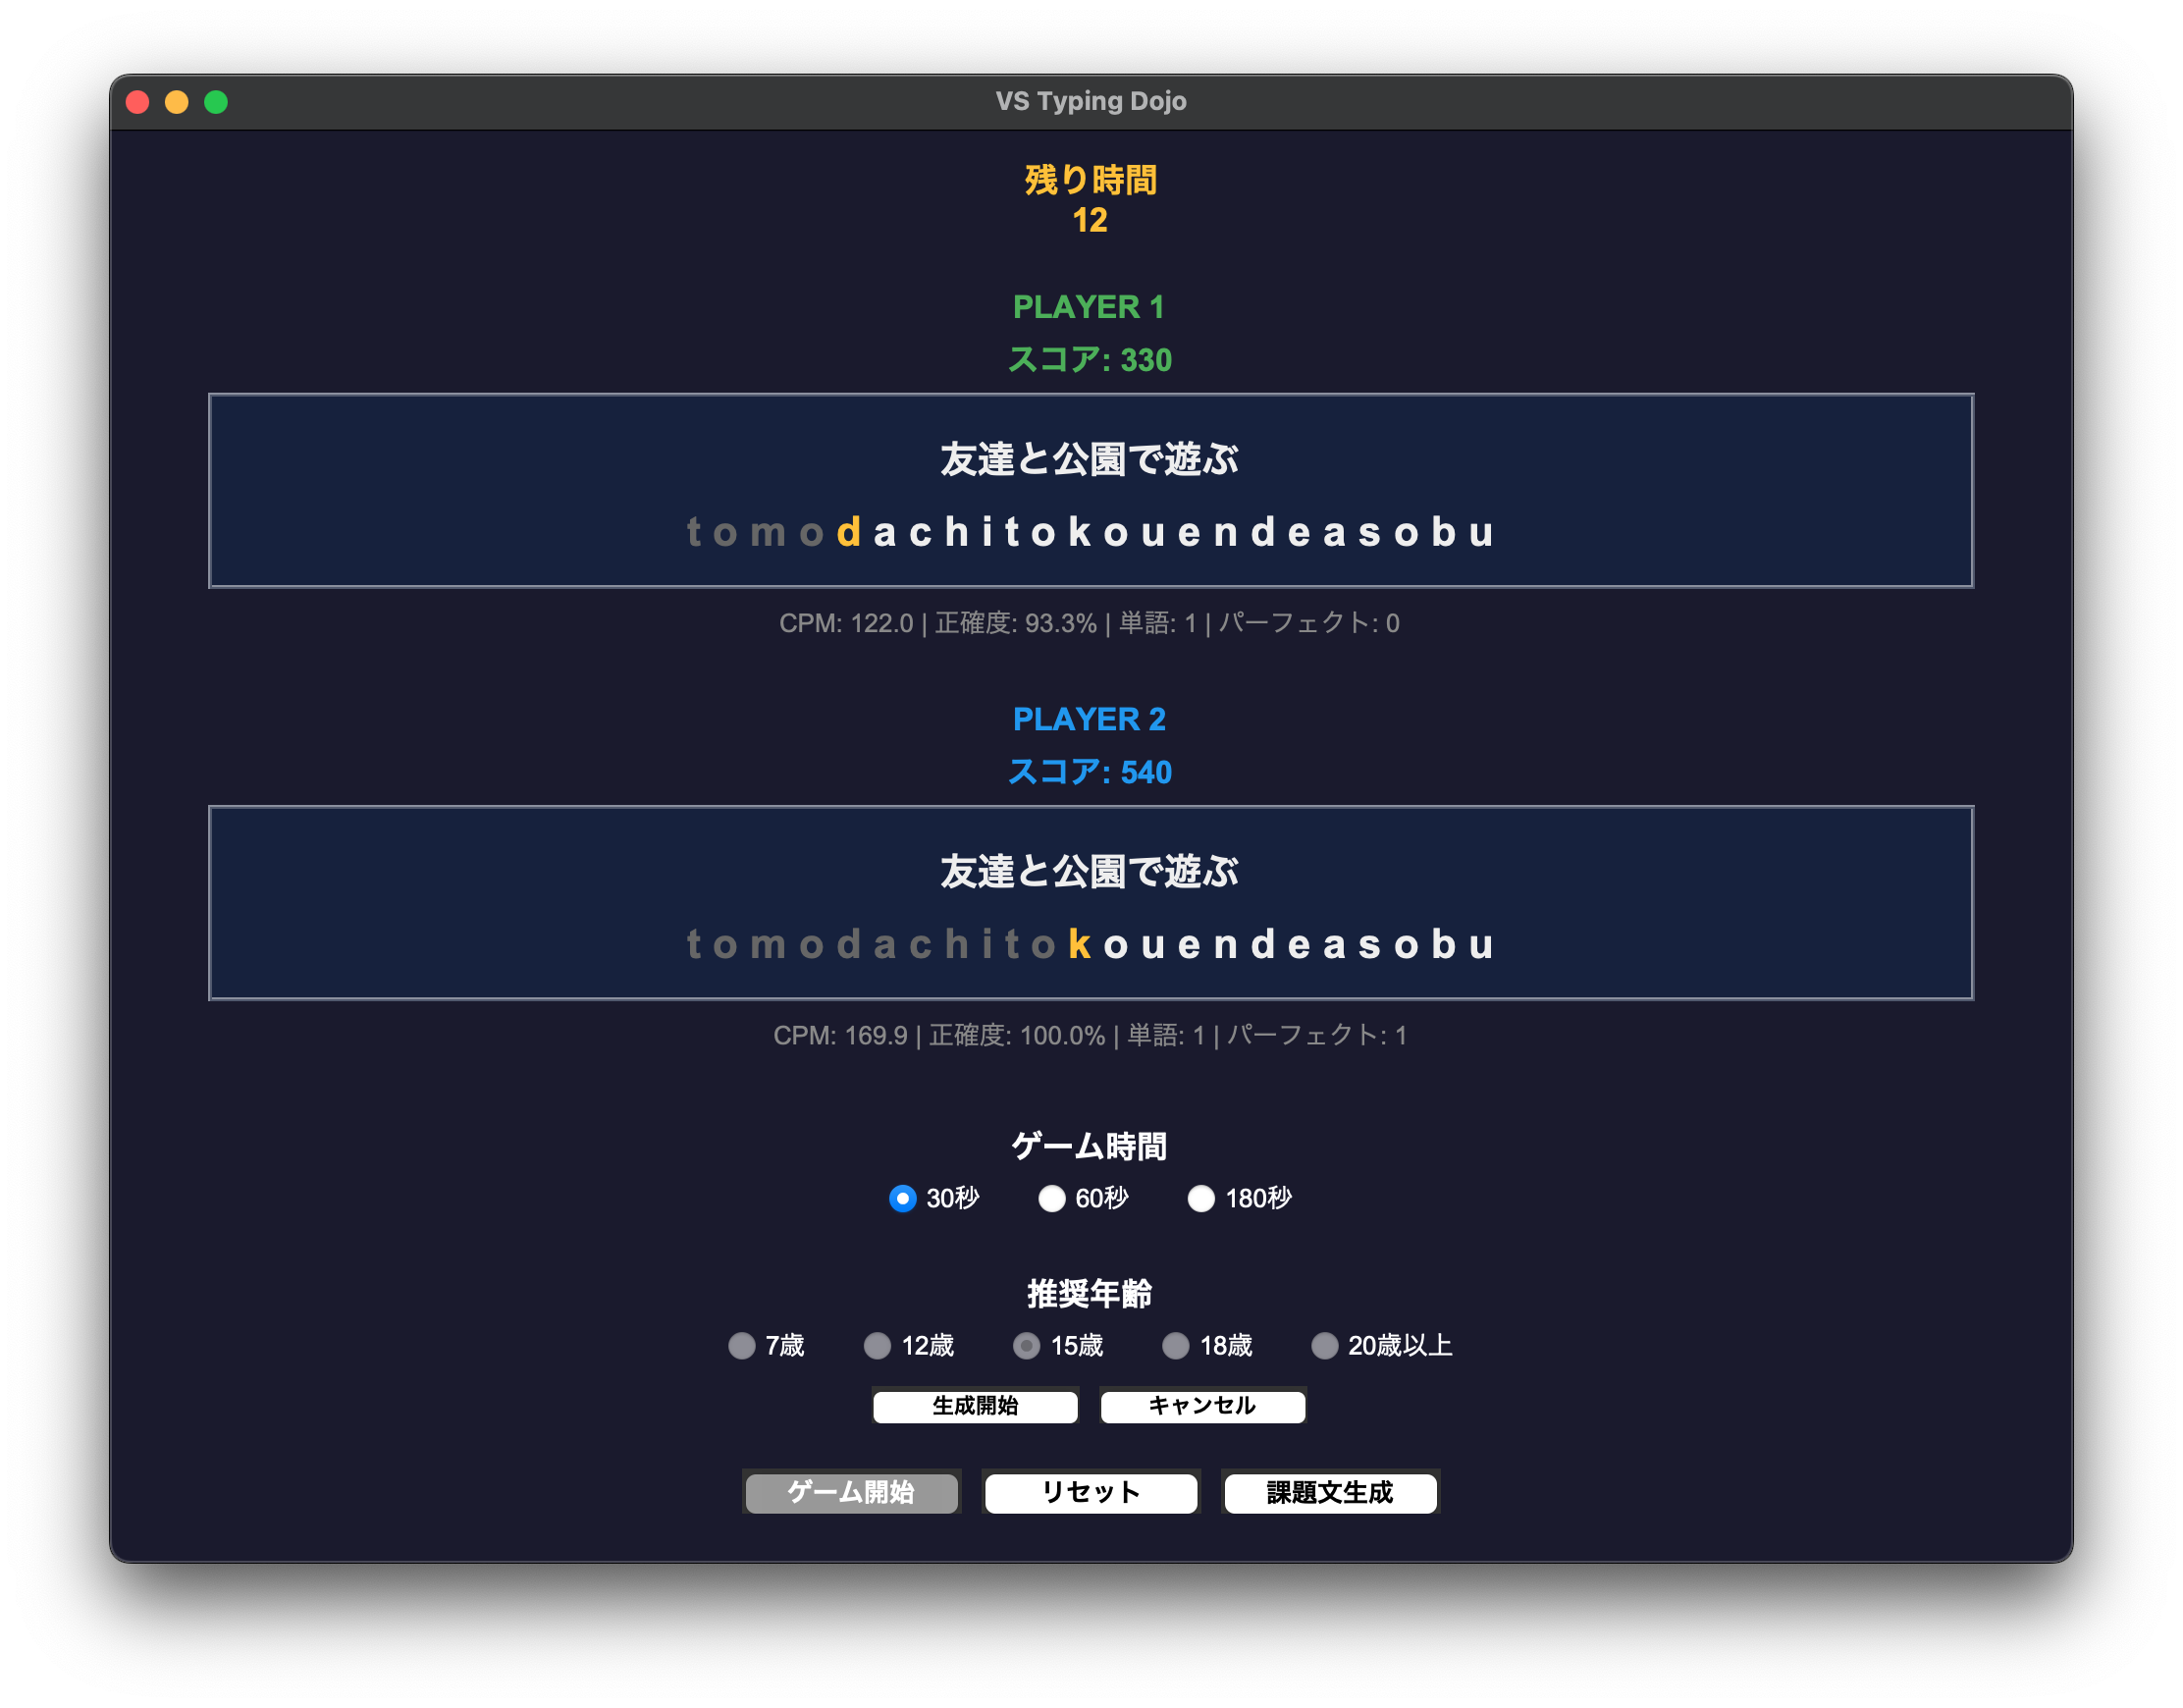 VS Typing Dojo
残り時間
12
PLAYER 1
スコア: 330
友達と公園で遊ぶ
t o m o d a c h i t o k o u e n d e a s o b u
CPM: 122.0 | 正確度: 93.3% | 単語: 1 | パーフェクト: 0
PLAYER 2
スコア: 540
友達と公園で遊ぶ
t o m o d a c h i t o k o u e n d e a s o b u
CPM: 169.9 | 正確度: 100.0% | 単語: 1 | パーフェクト: 1
ゲーム時間
30秒 60秒 180秒
推奨年齢
7歳 12歳 15歳 18歳 20歳以上
生成開始 キャンセル
ゲーム開始 リセット 課題文生成